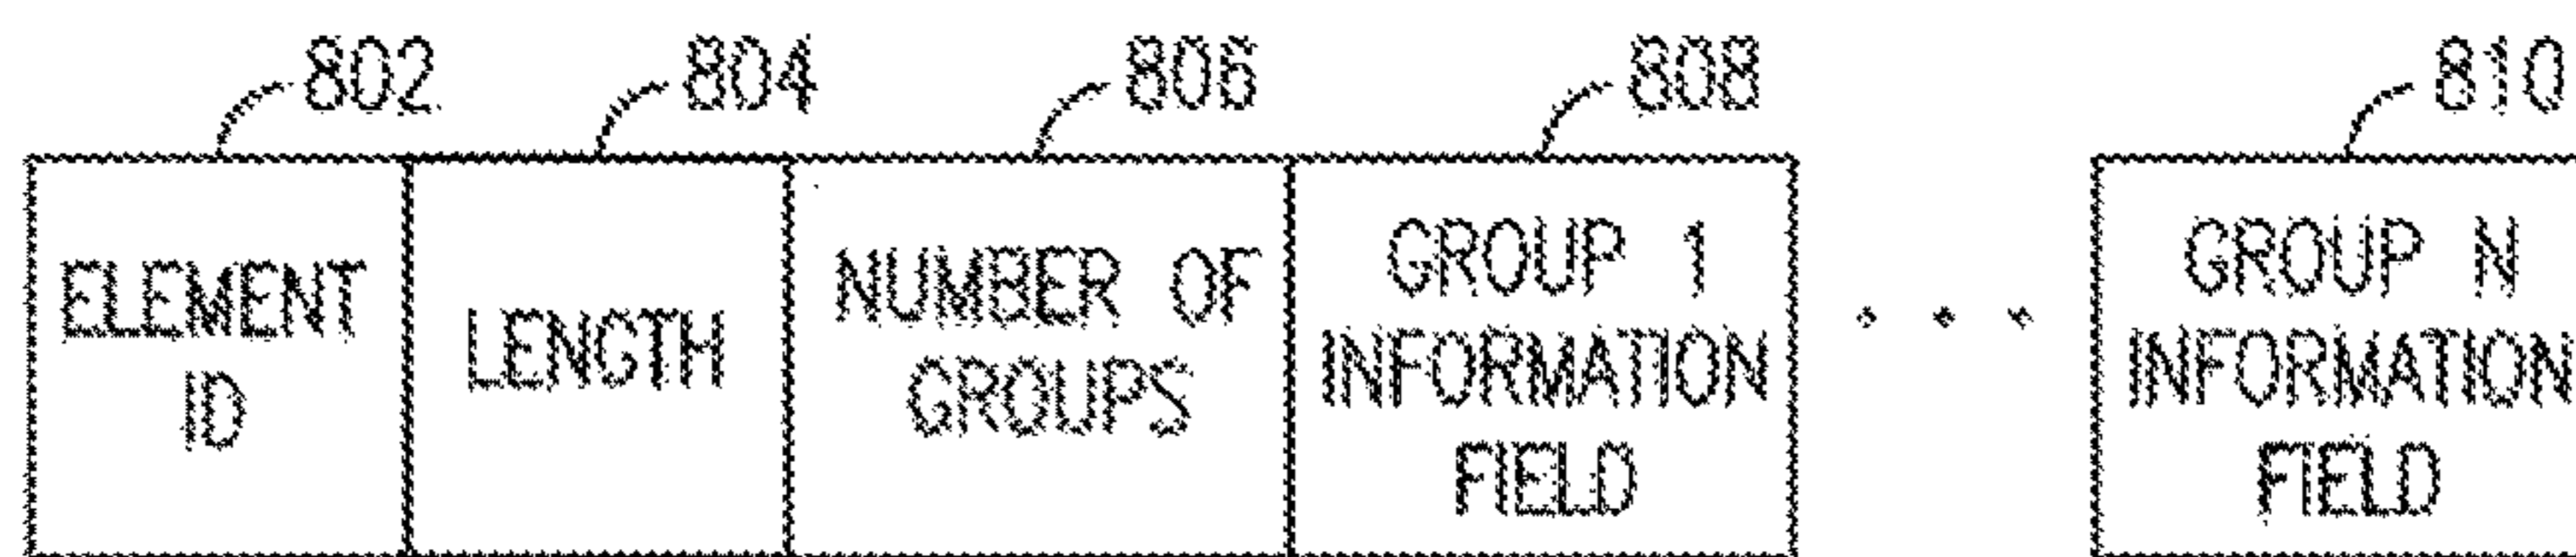 802 804 806 808 810
ELEMENT
ID
LENGTH
NUMBER OF
GROUPS
GROUP 1
INFORMATION
FIELD
GROUP N
INFORMATION
FIELD